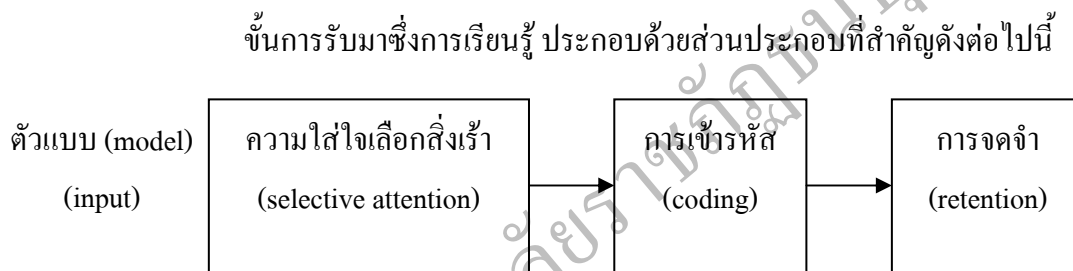 ขั้นการรับมาซึ่งการเรียนรู้ ประกอบด้วยส่วนประกอบที่สำคัญดังต่อไปนี้
ตัวแบบ (model) ความใส่ใจเลือกสิ่งเร้า การเข้ารหัส การจดจำ
(input) (selective attention) (coding) (retention)